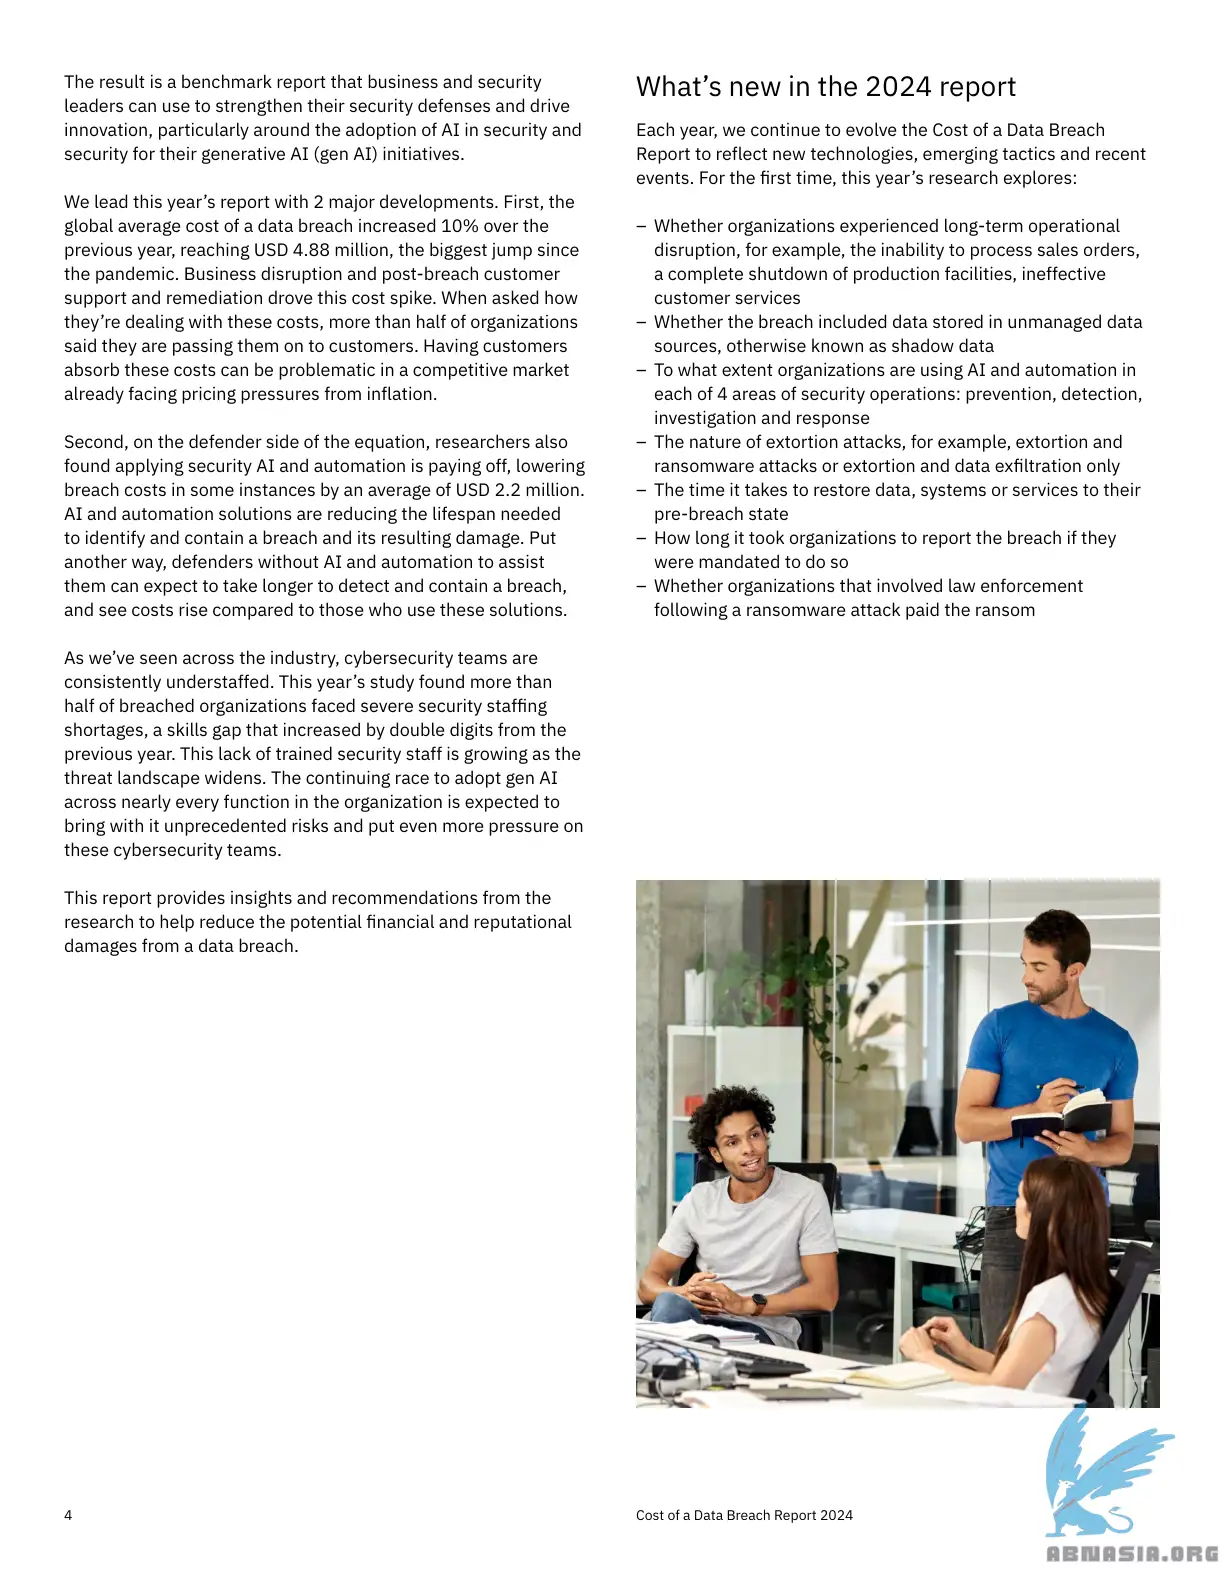 The result is a benchmark report that business and security
leaders can use to strengthen their security defenses and drive
innovation, particularly around the adoption of AI in security and
security for their generative AI (gen AI) initiatives.
We lead this year’s report with 2 major developments. First, the
global average cost of a data breach increased 10% over the
previous year, reaching USD 4.88 million, the biggest jump since
the pandemic. Business disruption and post-breach customer
support and remediation drove this cost spike. When asked how
they’re dealing with these costs, more than half of organizations
said they are passing them on to customers. Having customers
absorb these costs can be problematic in a competitive market
already facing pricing pressures from inflation.
Second, on the defender side of the equation, researchers also
found applying security AI and automation is paying off, lowering
breach costs in some instances by an average of USD 2.2 million.
AI and automation solutions are reducing the lifespan needed
to identify and contain a breach and its resulting damage. Put
another way, defenders without AI and automation to assist
them can expect to take longer to detect and contain a breach,
and see costs rise compared to those who use these solutions.
As we’ve seen across the industry, cybersecurity teams are
consistently understaffed. This year’s study found more than
half of breached organizations faced severe security staffing
shortages, a skills gap that increased by double digits from the
previous year. This lack of trained security staff is growing as the
threat landscape widens. The continuing race to adopt gen AI
across nearly every function in the organization is expected to
bring with it unprecedented risks and put even more pressure on
these cybersecurity teams.
This report provides insights and recommendations from the
research to help reduce the potential financial and reputational
damages from a data breach.
What’s new in the 2024 report
Each year, we continue to evolve the Cost of a Data Breach
Report to reflect new technologies, emerging tactics and recent
events. For the first time, this year’s research explores:
– Whether organizations experienced long-term operational
disruption, for example, the inability to process sales orders,
a complete shutdown of production facilities, ineffective
customer services
– Whether the breach included data stored in unmanaged data
sources, otherwise known as shadow data
– To what extent organizations are using AI and automation in
each of 4 areas of security operations: prevention, detection,
investigation and response
– The nature of extortion attacks, for example, extortion and
ransomware attacks or extortion and data exfiltration only
– The time it takes to restore data, systems or services to their
pre-breach state
– How long it took organizations to report the breach if they
were mandated to do so
– Whether organizations that involved law enforcement
following a ransomware attack paid the ransom
4
Cost of a Data Breach Report 2024
ABNASIA.ORG